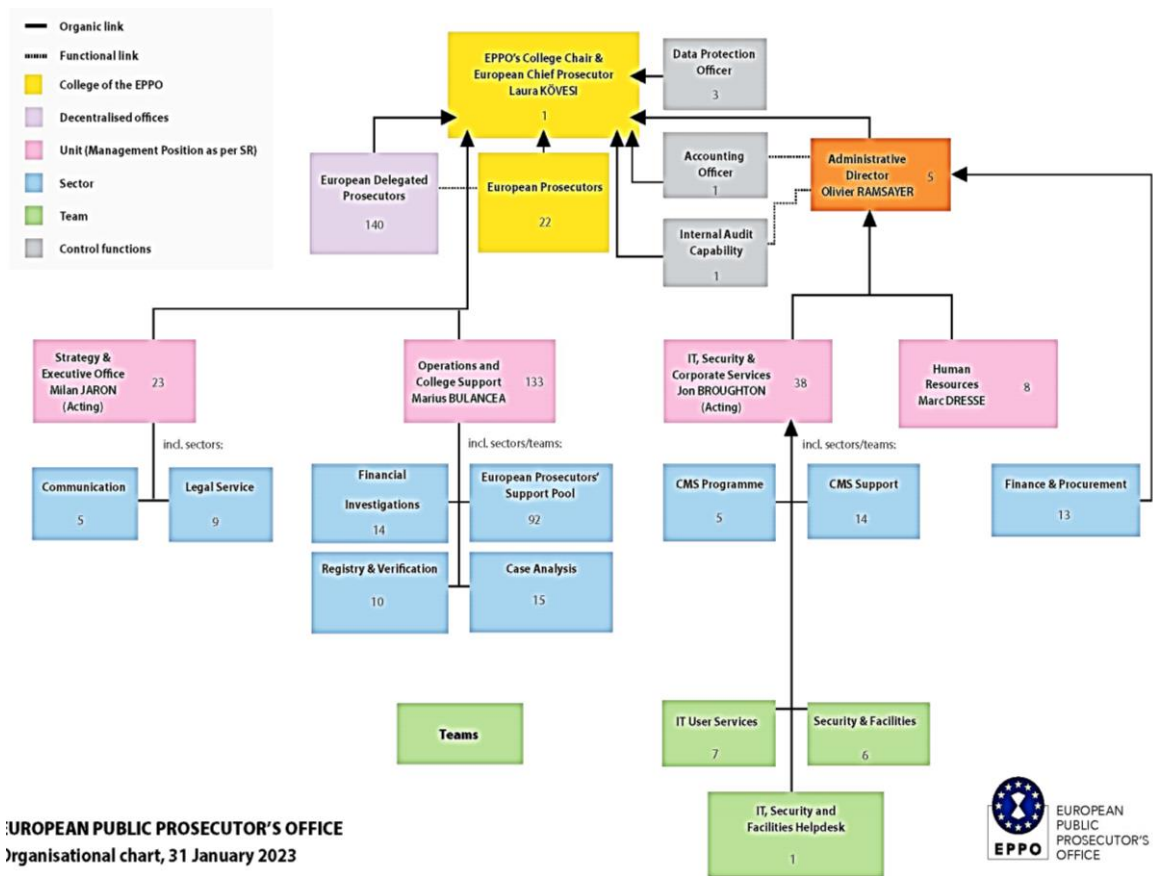 Organic link
Functional link
College of the EPPO
Decentralised offices
Unit (Management Position as per SR)
Sector
Team
Control functions
EPPO's College Chair &
European Chief Prosecutor
Laura KÖVESI
1
Data Protection
Officer
3
European Delegated
Prosecutors
140
European Prosecutors
22
Accounting
Officer
1
Internal Audit
Capability
1
Administrative
Director
Olivier RAMSAYER
5
Strategy &
Executive Office
Milan JARON
(Acting)
23
Operations and
College Support
Marius BULANCEA
133
IT, Security &
Corporate Services
Jon BROUGHTON
(Acting)
38
Human
Resources
Marc DRESSE
8
incl. sectors:
Communication
5
Legal Service
9
incl. sectors/teams:
Financial
Investigations
14
European Prosecutors'
Support Pool
92
Registry & Verification
10
Case Analysis
15
incl. sectors/teams:
CMS Programme
5
CMS Support
14
Finance & Procurement
13
Teams
IT User Services
7
Security & Facilities
6
IT, Security and
Facilities Helpdesk
1
EUROPEAN PUBLIC PROSECUTOR'S OFFICE
Organisational chart, 31 January 2023
EPPO
EUROPEAN
PUBLIC
PROSECUTOR'S
OFFICE